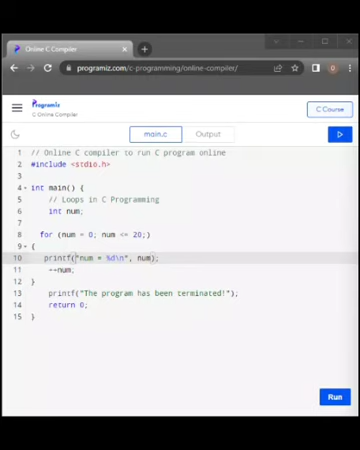 Online C Compiler
programiz.com/c-programming/online-compiler/
Programiz
C Online Compiler
C Course
main.c
Output
1 // Online C compiler to run C program online
2 #include <stdio.h>
3
4 int main() {
5 // Loops in C Programming
6 int num;
7
8 for (num = 0; num <= 20;)
9 {
10 printf("num = %d\n", num);
11 ++num;
12 }
13 printf("The program has been terminated!");
14 return 0;
15 }
Run